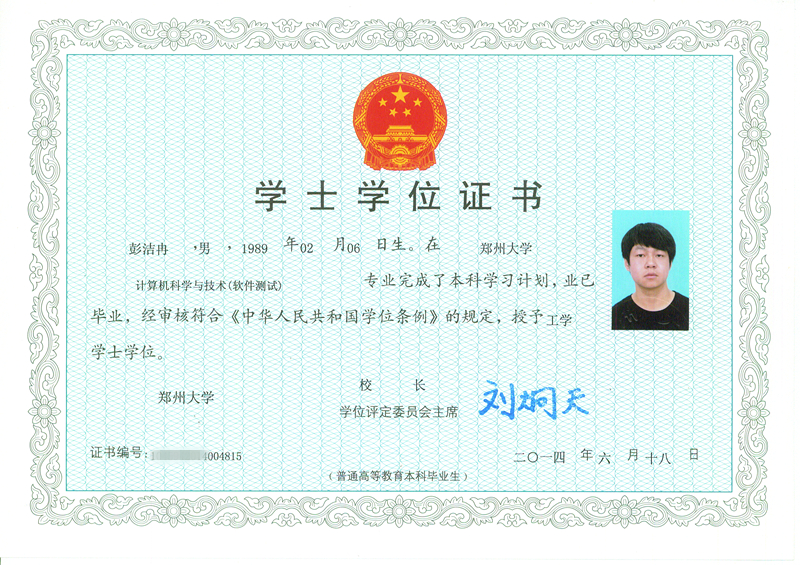 学士学位证书
彭洁冉 ,男 , 1989 年02 月06 日生。在 郑州大学
计算机科学与技术(软件测试) 专业完成了本科学习计划,业已
毕业,经审核符合《中华人民共和国学位条例》的规定,授予工学
学士学位。
郑州大学
校 长
学位评定委员会主席
刘炯天
证书编号: 004815
二〇一四 年 六 月 十八 日
(普通高等教育本科毕业生)